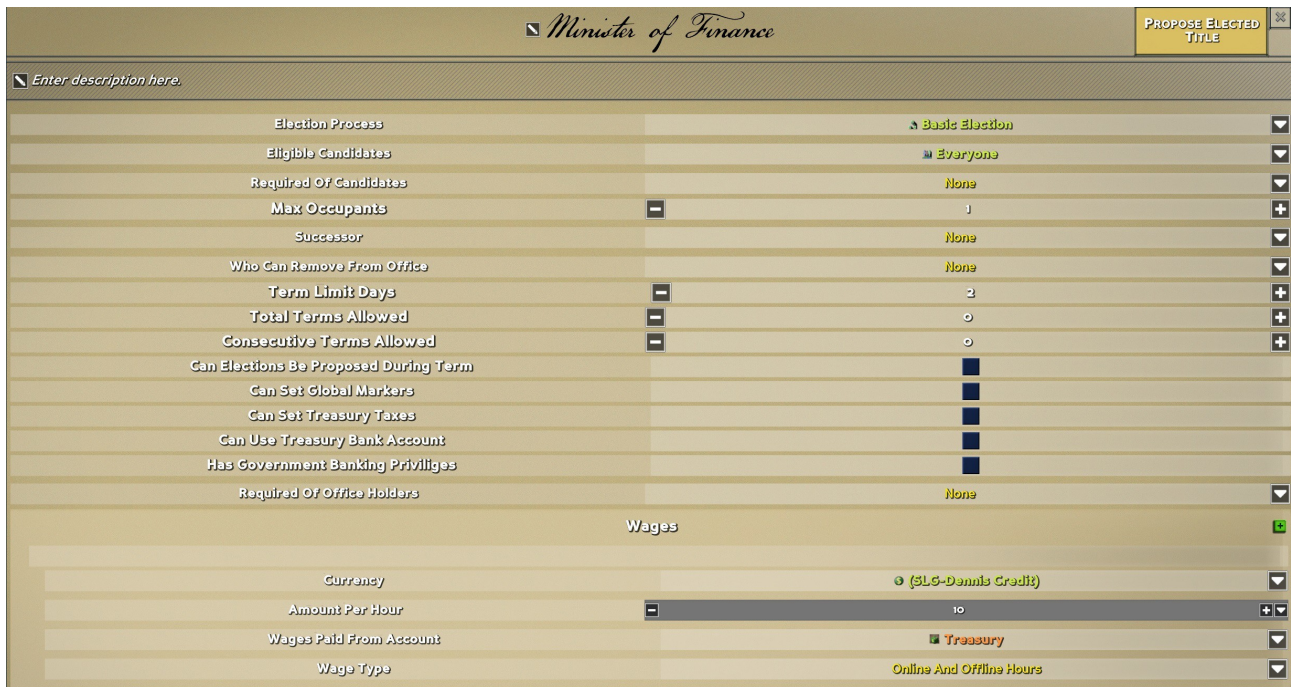 Minister of Finance
PROPOSE ELECTED TITLE
Enter description here.
Election Process Basic Election
Eligible Candidates Everyone
Required Of Candidates None
Max Occupants 1
Successor None
Who Can Remove From Office None
Term Limit Days 2
Total Terms Allowed 0
Consecutive Terms Allowed 0
Can Elections Be Proposed During Term
Can Set Global Markers
Can Set Treasury Taxes
Can Use Treasury Bank Account
Has Government Banking Priviliges
Required Of Office Holders None
Wages
Currency (SLG-Dennis Credit)
Amount Per Hour 10
Wages Paid From Account Treasury
Wage Type Online And Offline Hours